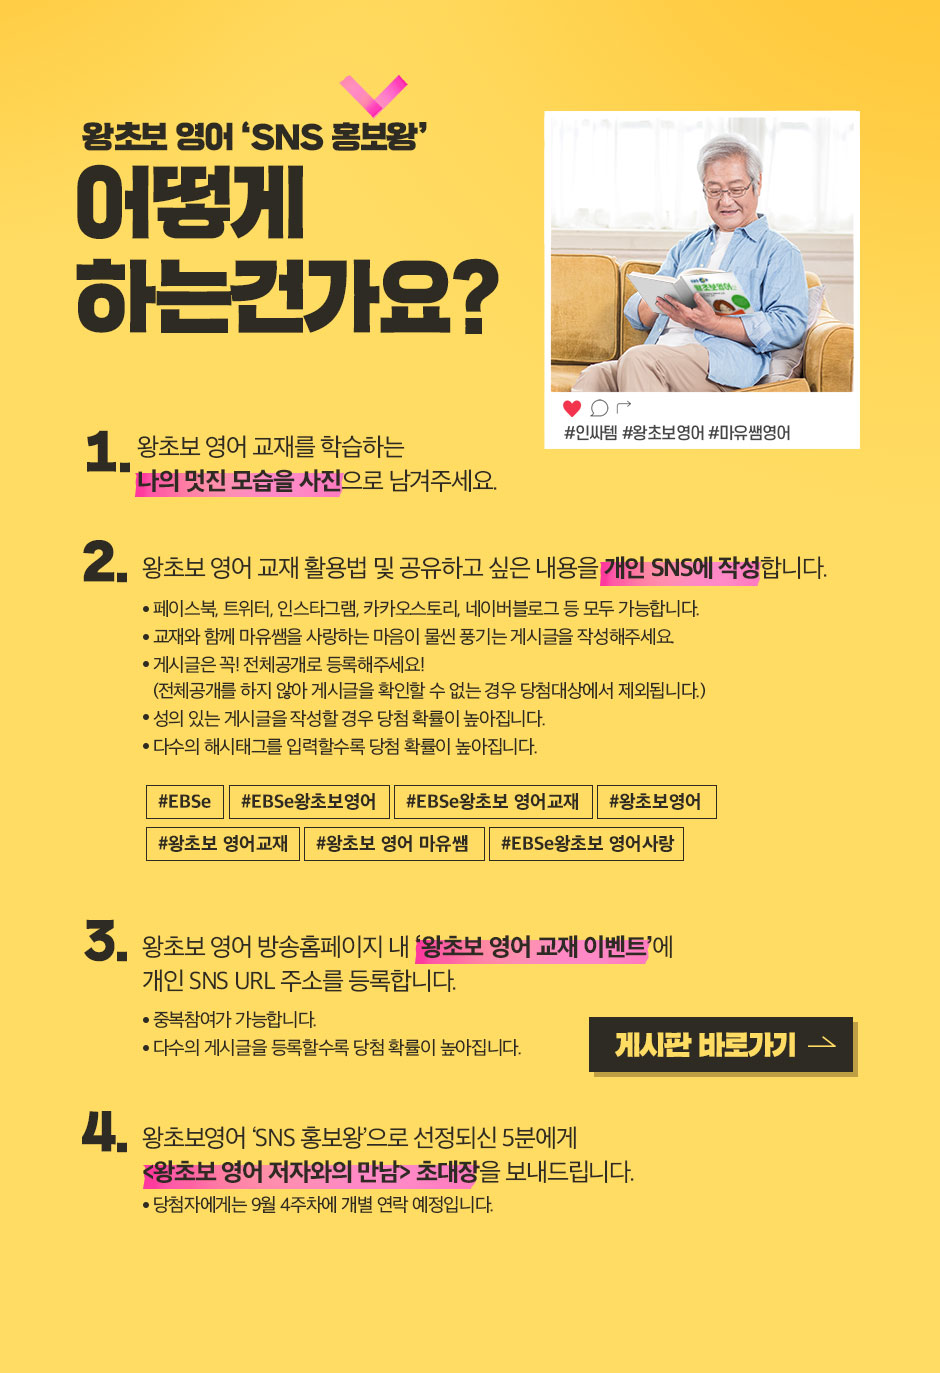 왕초보 영어 ‘SNS 홍보왕’
어떻게
하는건가요?
왕초보영어
#인싸템 #왕초보영어 #마유쌤영어
1. 왕초보 영어 교재를 학습하는
나의 멋진 모습을 사진으로 남겨주세요.
2. 왕초보 영어 교재 활용법 및 공유하고 싶은 내용을 개인 SNS에 작성합니다.
• 페이스북, 트위터, 인스타그램, 카카오스토리, 네이버블로그 등 모두 가능합니다.
• 교재와 함께 마유쌤을 사랑하는 마음이 물씬 풍기는 게시글을 작성해주세요.
• 게시글은 꼭! 전체공개로 등록해주세요!
(전체공개를 하지 않아 게시글을 확인할 수 없는 경우 당첨대상에서 제외됩니다.)
• 성의 있는 게시글을 작성할 경우 당첨 확률이 높아집니다.
• 다수의 해시태그를 입력할수록 당첨 확률이 높아집니다.
#EBSe #EBSe왕초보영어 #EBSe왕초보 영어교재 #왕초보영어
#왕초보 영어교재 #왕초보 영어 마유쌤 #EBSe왕초보 영어사랑
3. 왕초보 영어 방송홈페이지 내 ‘왕초보 영어 교재 이벤트’에
개인 SNS URL 주소를 등록합니다.
• 중복참여가 가능합니다.
• 다수의 게시글을 등록할수록 당첨 확률이 높아집니다.
게시판 바로가기 →
4. 왕초보영어 ‘SNS 홍보왕’으로 선정되신 5분에게
<왕초보 영어 저자와의 만남> 초대장을 보내드립니다.
• 당첨자에게는 9월 4주차에 개별 연락 예정입니다.